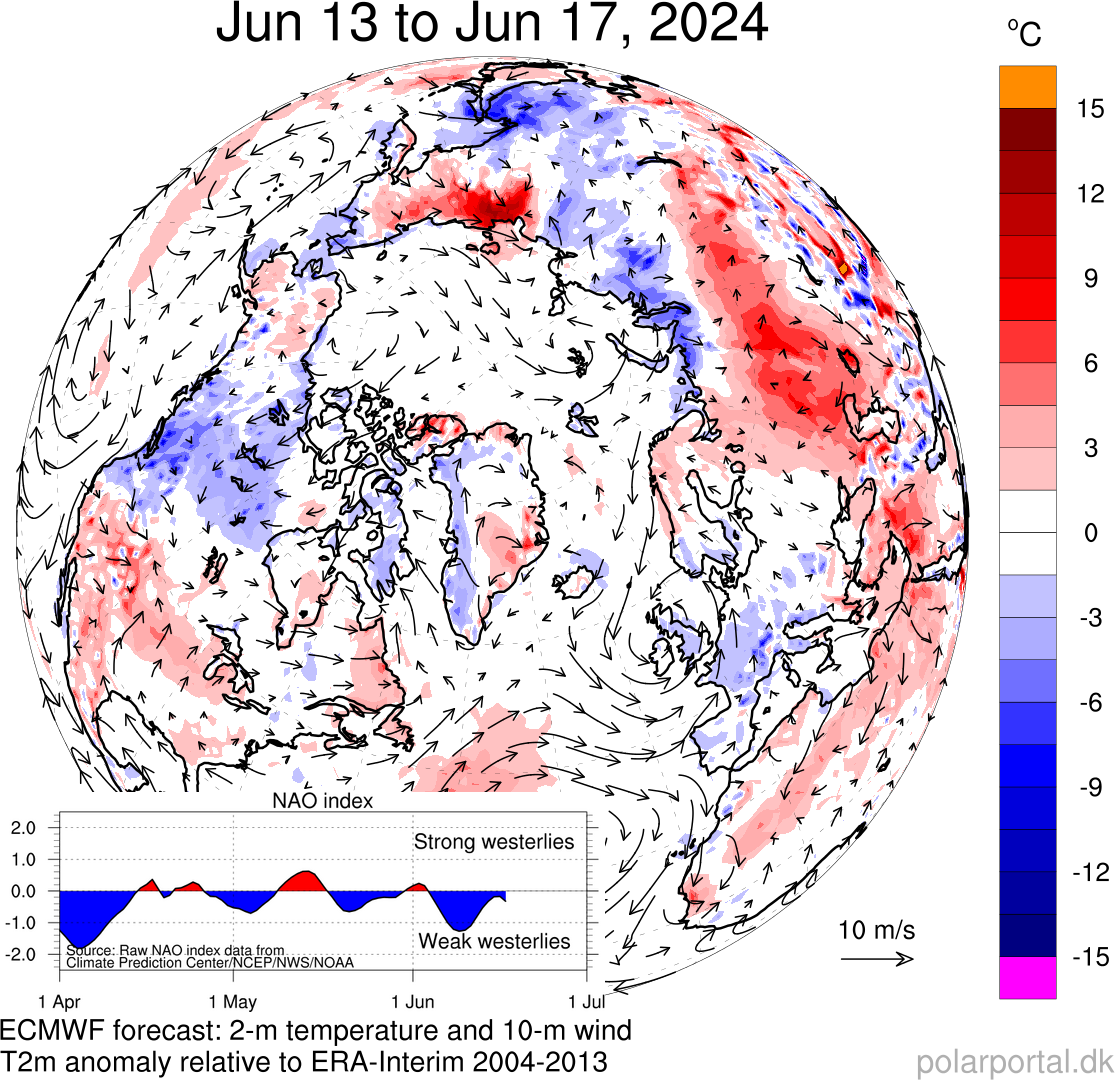 Jun 13 to Jun 17, 2024
°C
15
12
9
6
3
0
-3
-6
-9
-12
-15
NAO index
2.0
1.0
0.0
-1.0
-2.0
Strong westerlies
Weak westerlies
Source: Raw NAO index data from
Climate Prediction Center/NCEP/NWS/NOAA
1 Apr 1 May 1 Jun 1 Jul
10 m/s
ECMWF forecast: 2-m temperature and 10-m wind
T2m anomaly relative to ERA-Interim 2004-2013
polarportal.dk